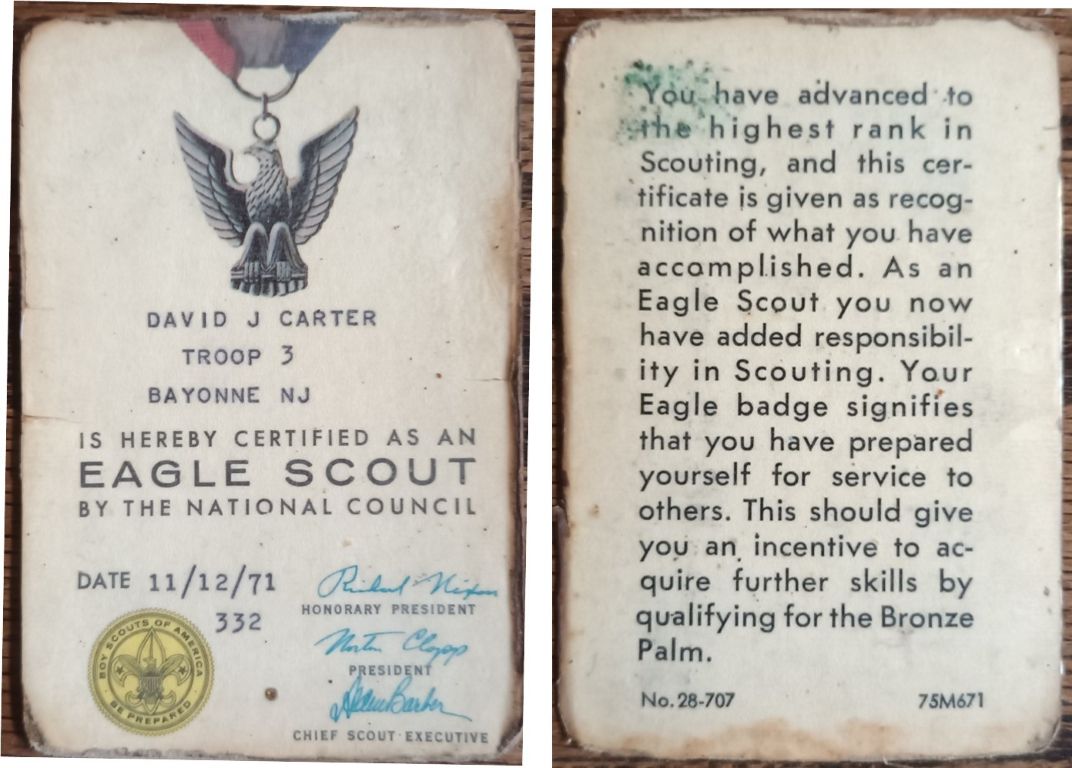 DAVID J CARTER
TROOP 3
BAYONNE NJ
IS HEREBY CERTIFIED AS AN
EAGLE SCOUT
BY THE NATIONAL COUNCIL
DATE 11/12/71
332
Richard Nixon
HONORARY PRESIDENT
Norton Clapp
PRESIDENT
Alden Barber
CHIEF SCOUT EXECUTIVE
BOY SCOUTS OF AMERICA
BE PREPARED
You have advanced to
the highest rank in
Scouting, and this cer-
tificate is given as recog-
nition of what you have
accomplished. As an
Eagle Scout you now
have added responsibil-
ity in Scouting. Your
Eagle badge signifies
that you have prepared
yourself for service to
others. This should give
you an incentive to ac-
quire further skills by
qualifying for the Bronze
Palm.
No. 28-707 75M671